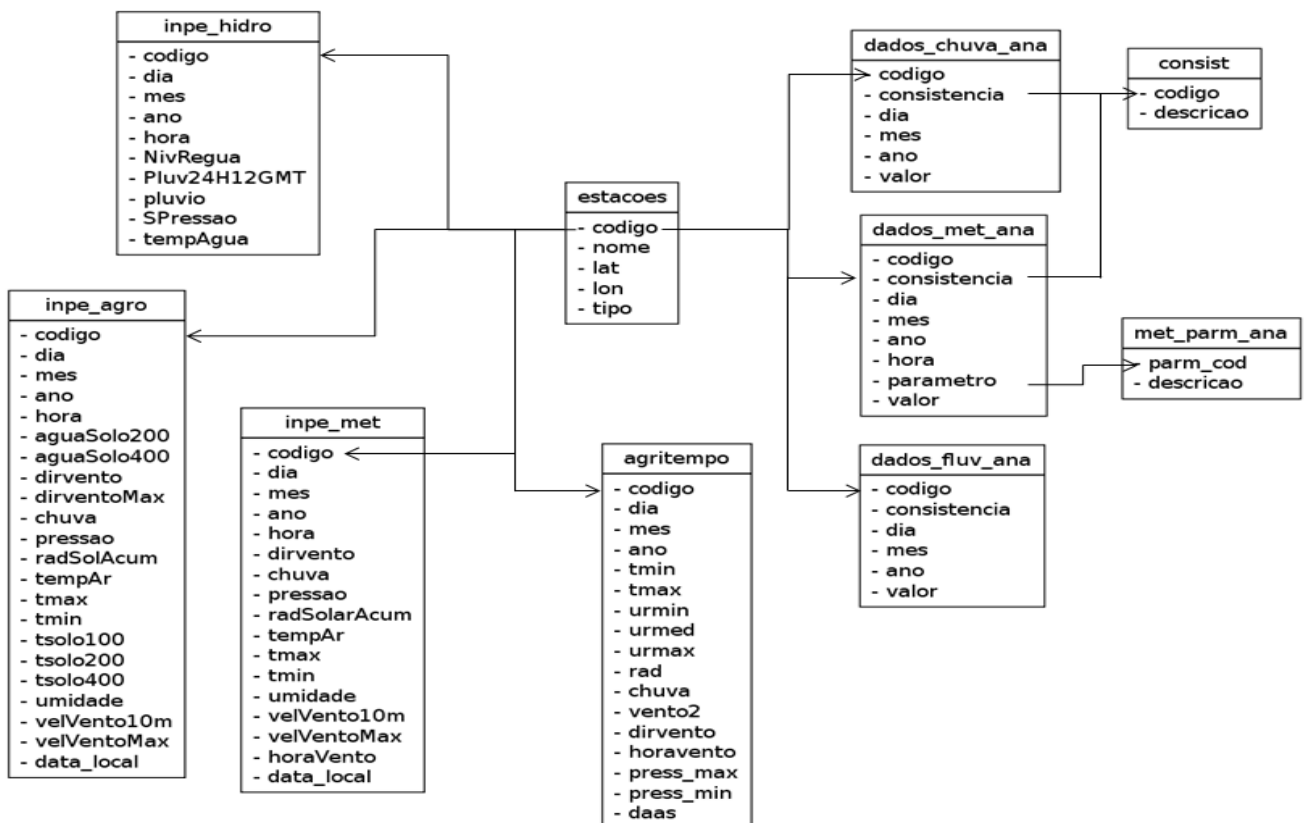 inpe_hidro
- codigo
- dia
- mes
- ano
- hora
- NivRegua
- Pluv24H12GMT
- pluvio
- SPressao
- tempAgua
inpe_agro
- codigo
- dia
- mes
- ano
- hora
- aguaSolo200
- aguaSolo400
- dirvento
- dirventoMax
- chuva
- pressao
- radSolAcum
- tempAr
- tmax
- tmin
- tsolo100
- tsolo200
- tsolo400
- umidade
- velVento10m
- velVentoMax
- data_local
inpe_met
- codigo
- dia
- mes
- ano
- hora
- dirvento
- chuva
- pressao
- radSolarAcum
- tempAr
- tmax
- tmin
- umidade
- velVento10m
- velVentoMax
- horaVento
- data_local
estacoes
- codigo
- nome
- lat
- lon
- tipo
agritempo
- codigo
- dia
- mes
- ano
- tmin
- tmax
- urmin
- urmed
- urmax
- rad
- chuva
- vento2
- dirvento
- horavento
- press_max
- press_min
- daas
dados_chuva_ana
- codigo
- consistencia
- dia
- mes
- ano
- valor
dados_met_ana
- codigo
- consistencia
- dia
- mes
- ano
- hora
- parametro
- valor
dados_fluv_ana
- codigo
- consistencia
- dia
- mes
- ano
- valor
consist
- codigo
- descricao
met_parm_ana
- parm_cod
- descricao